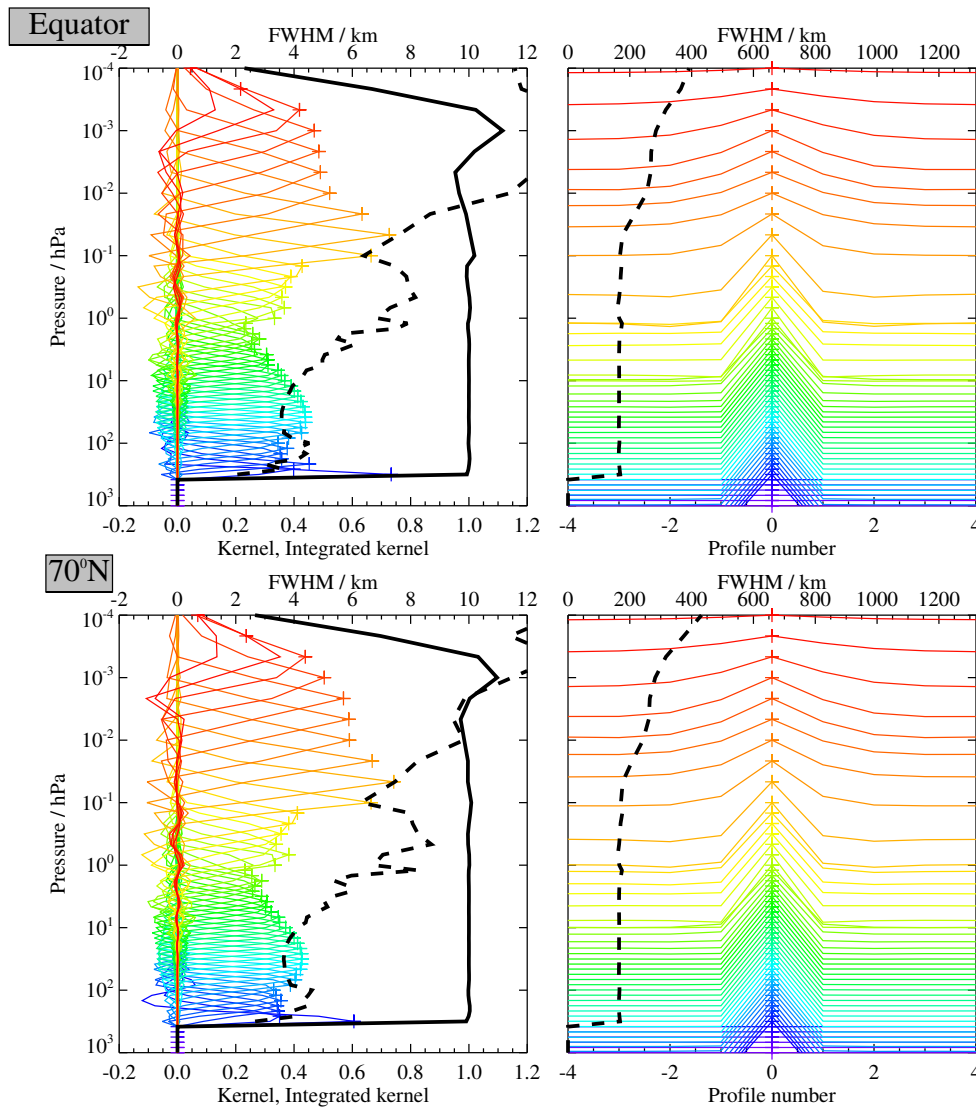 Equator
FWHM / km
FWHM / km
-2 0 2 4 6 8 10 12
0 200 400 600 800 1000 1200
Pressure / hPa
10⁻⁴
10⁻³
10⁻²
10⁻¹
10⁰
10¹
10²
10³
-0.2 0.0 0.2 0.4 0.6 0.8 1.0 1.2
-4 -2 0 2 4
Kernel, Integrated kernel
Profile number
70⁰N
FWHM / km
FWHM / km
-2 0 2 4 6 8 10 12
0 200 400 600 800 1000 1200
Pressure / hPa
10⁻⁴
10⁻³
10⁻²
10⁻¹
10⁰
10¹
10²
10³
-0.2 0.0 0.2 0.4 0.6 0.8 1.0 1.2
-4 -2 0 2 4
Kernel, Integrated kernel
Profile number